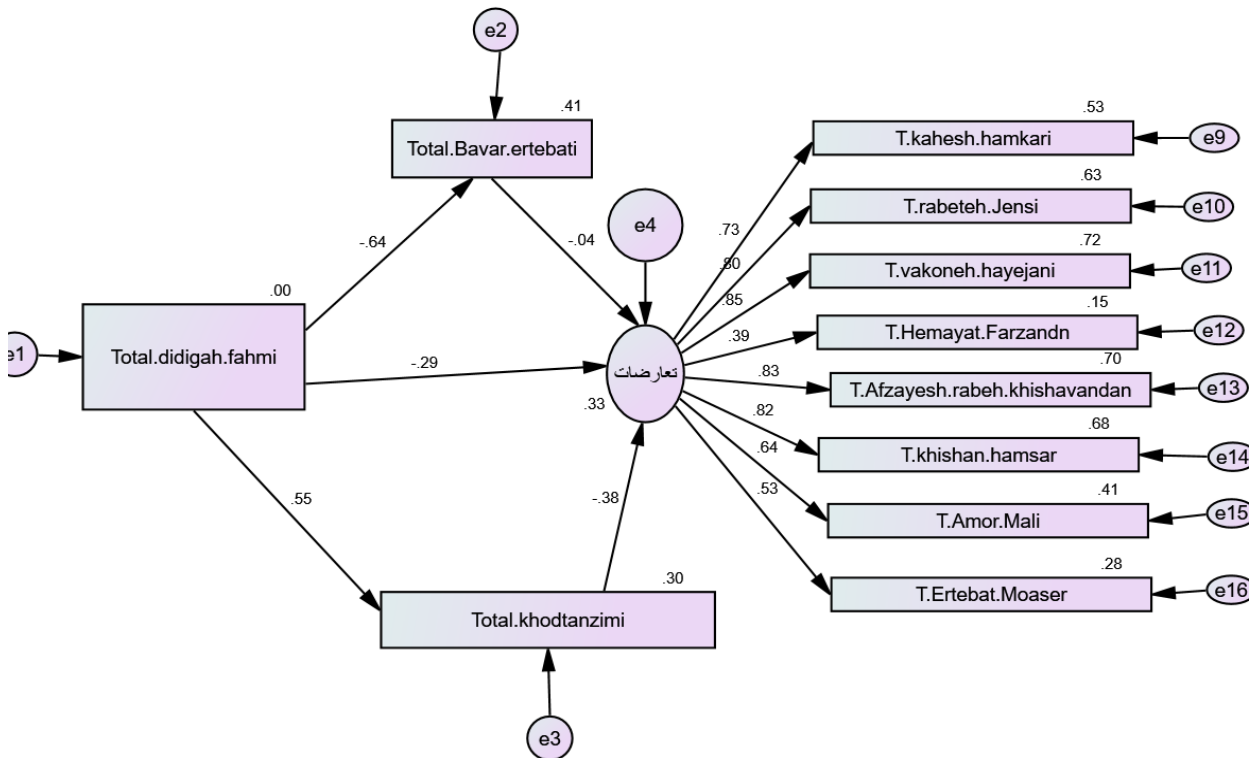 e2
.41
Total.Bavar.ertebati
-.64
-.04
e4
.00
e1
Total.didigah.fahmi
-.29
تعارضات
.33
.55
-.38
.30
Total.khodtanzimi
e3
.73
.80
.85
.39
.83
.82
.64
.53
.53
T.kahesh.hamkari
e9
.63
T.rabeteh.Jensi
e10
.72
T.vakoneh.hayejani
e11
.15
T.Hemayat.Farzandn
e12
.70
T.Afzayesh.rabeh.khishavandan
e13
.68
T.khishan.hamsar
e14
.41
T.Amor.Mali
e15
.28
T.Ertebat.Moaser
e16